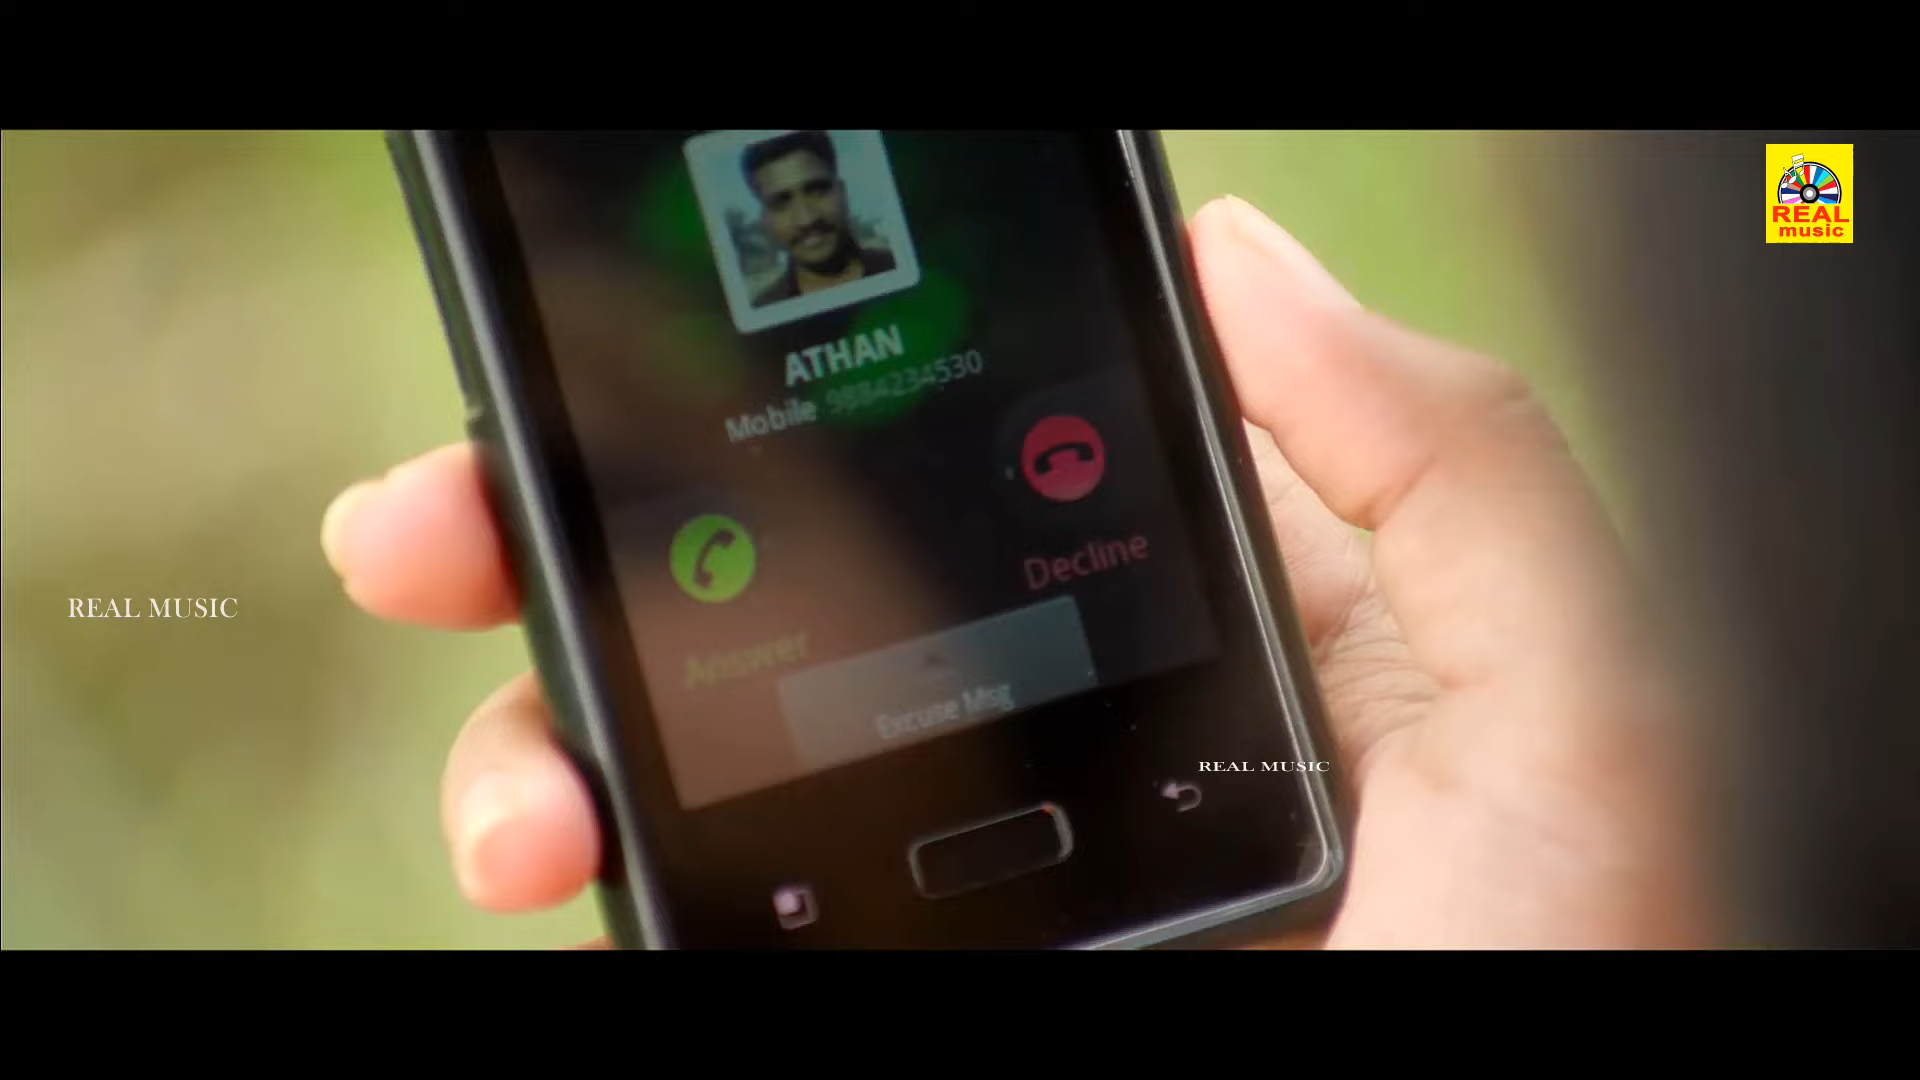 REAL
music
ATHAN
Mobile 9884234530
Decline
Answer
Excuse Msg
REAL MUSIC
REAL MUSIC